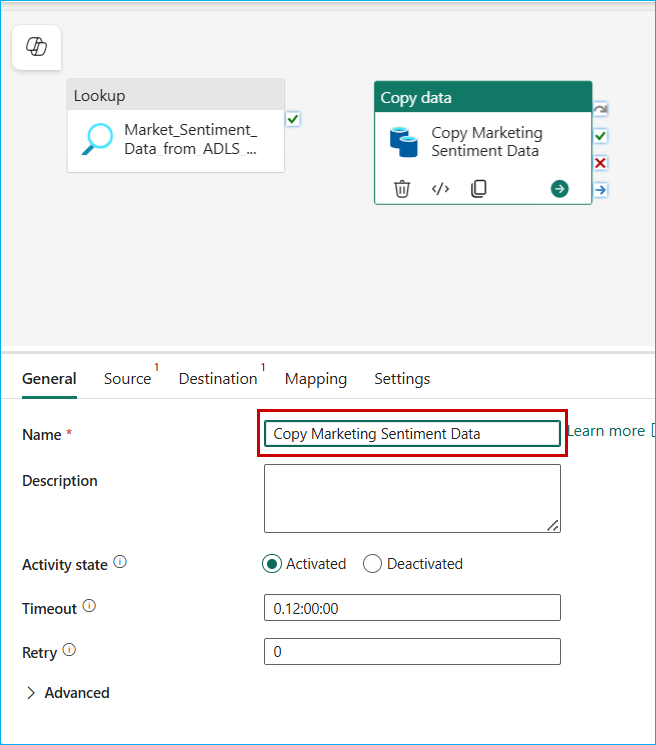 Lookup
Market_Sentiment_
Data_from_ADLS_...
Copy data
Copy Marketing
Sentiment Data
</>
General
Source 1
Destination 1
Mapping
Settings
Name *
Copy Marketing Sentiment Data
Learn more
Description
Activity state
Activated
Deactivated
Timeout
0.12:00:00
Retry
0
Advanced